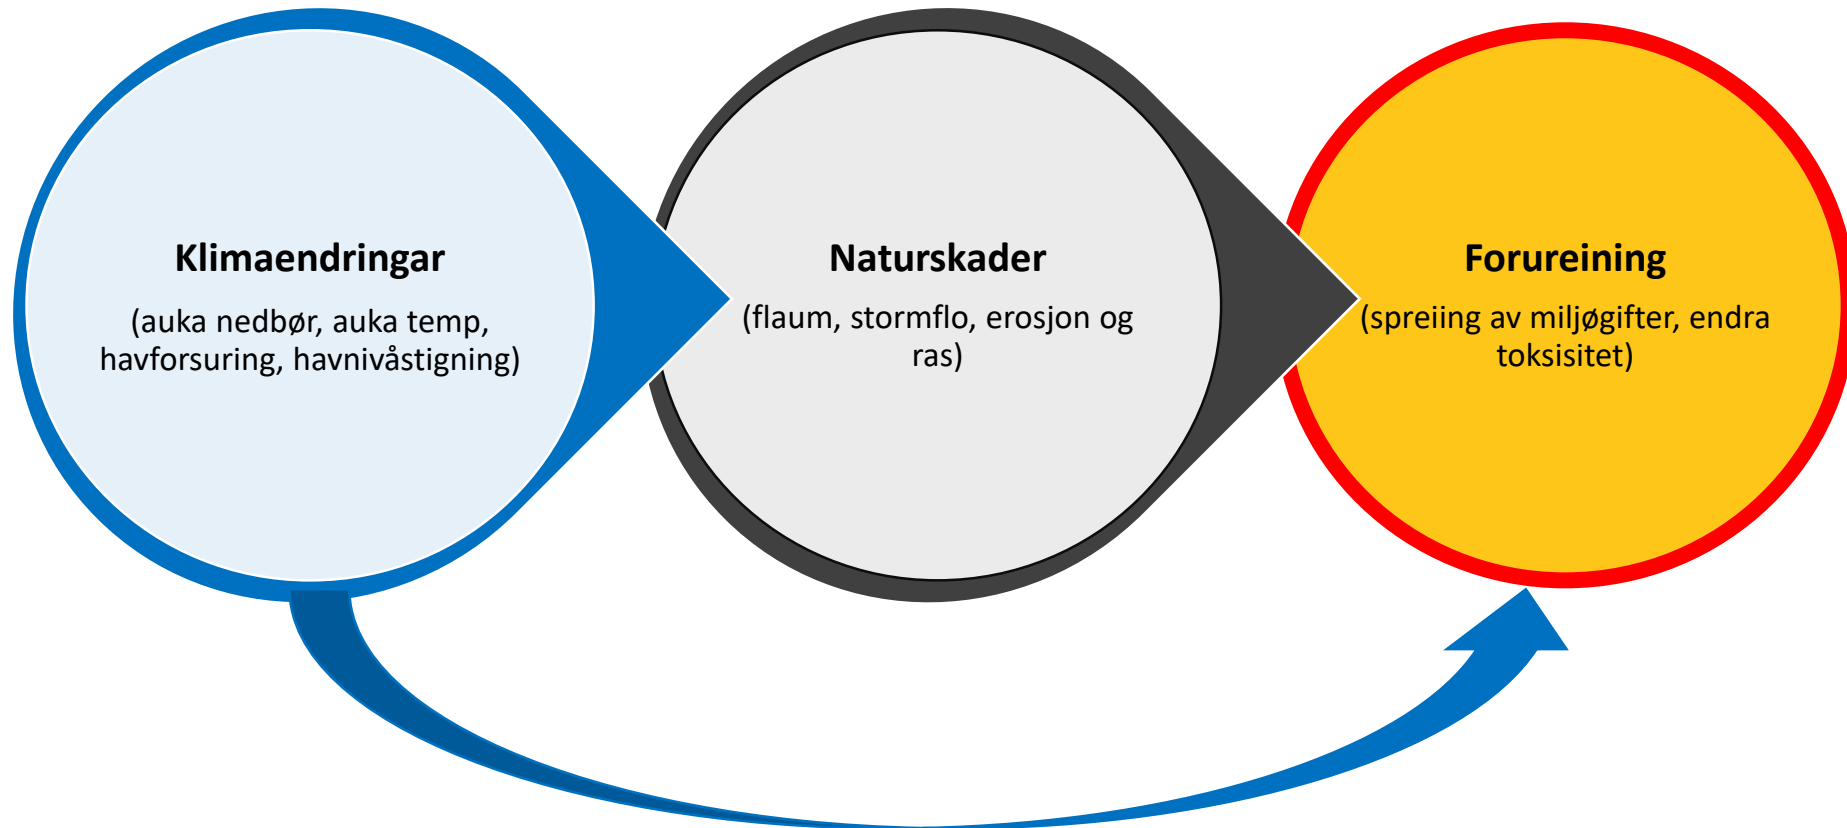 Klimaendringar
(auka nedbør, auka temp,
havforsuring, havnivåstigning)
Naturskader
(flaum, stormflo, erosjon og
ras)
Forureining
(spreiing av miljøgifter, endra
toksisitet)